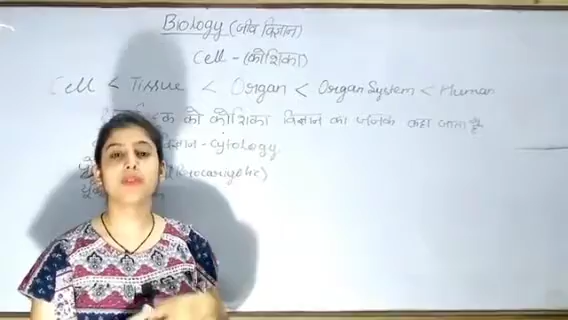 Biology (जीव विज्ञान)
Cell - (कोशिका)
Cell < Tissue < Organ < Organ System < Human
को कोशिका विज्ञान का जनक कहा जाता है
- Cytology